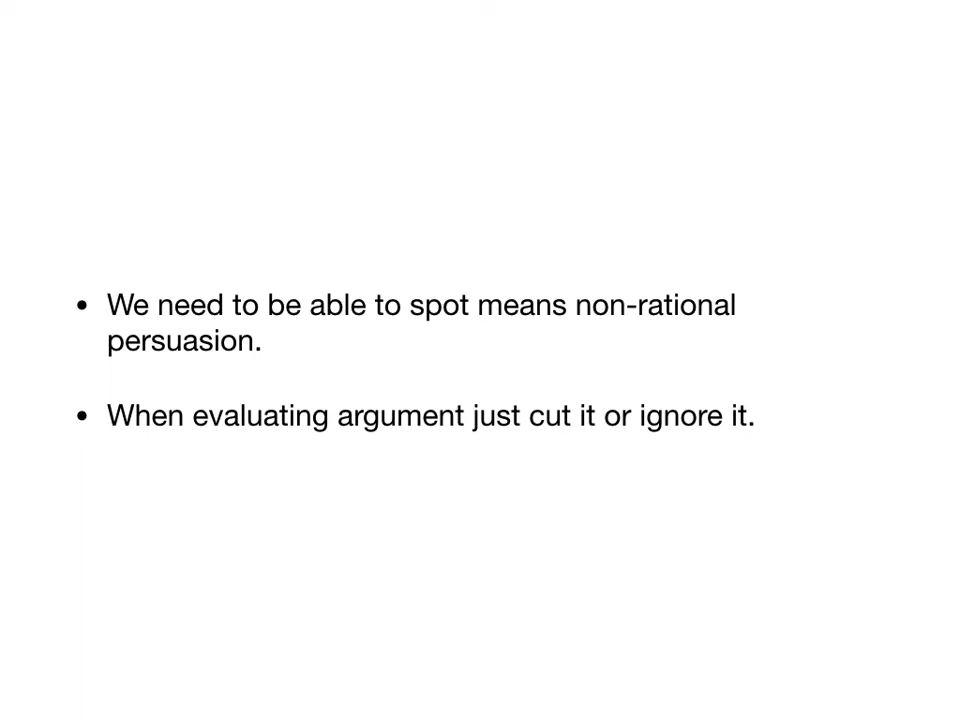 • We need to be able to spot means non-rational
persuasion.
• When evaluating argument just cut it or ignore it.